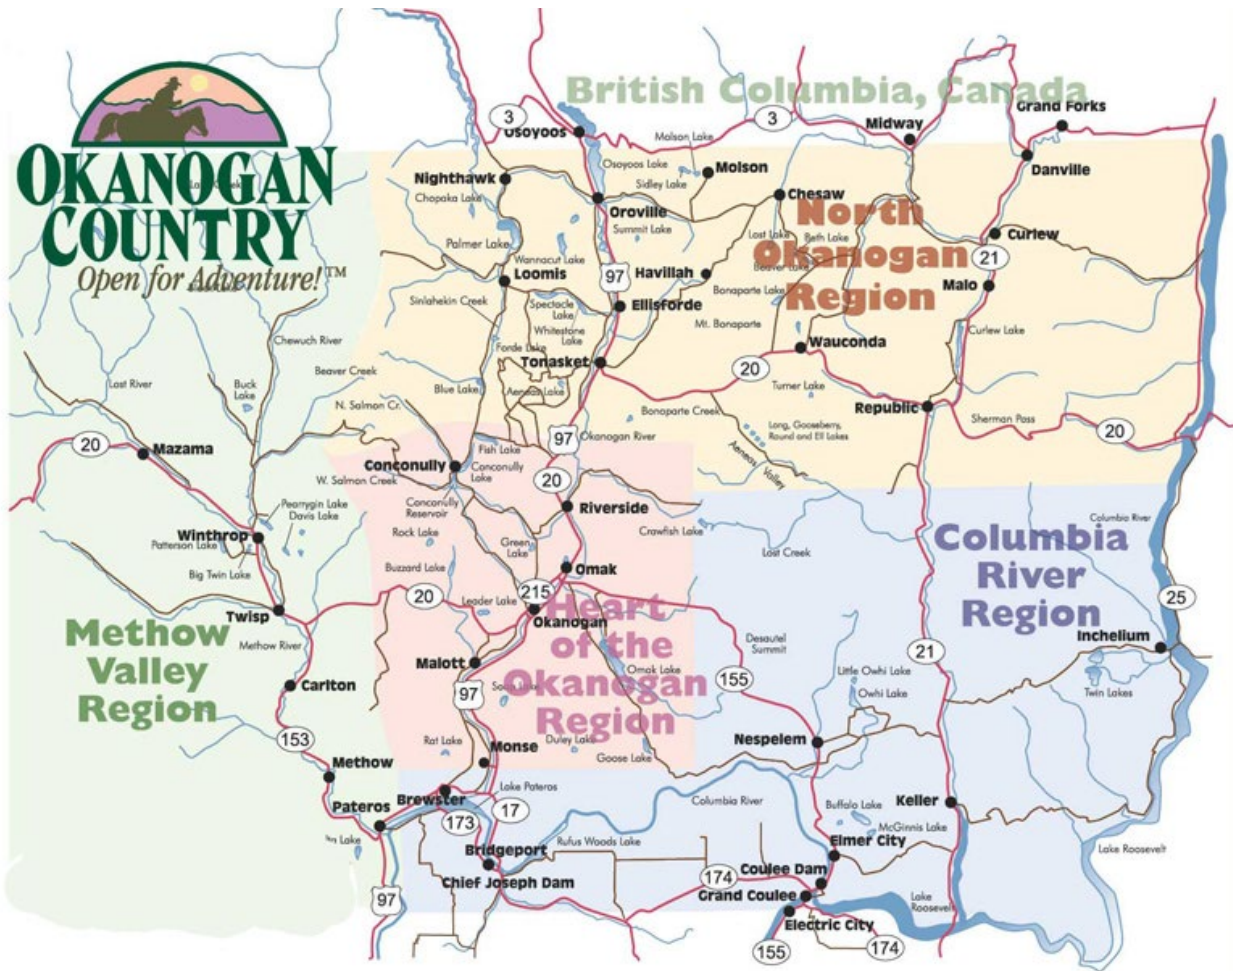 British Columbia, Canada
3
3
Osoyoos
Midway
Grand Forks
Danville
Molson Lake
Molson
Osoyoos Lake
Sidley Lake
Nighthawk
Chopaka Lake
Oroville
Summit Lake
Chesaw
OKANOGAN
COUNTRY
Open for Adventure!™
North
Okanogan
Region
Lost Lake
Beth Lake
Beaver Lake
Curlew
21
Malo
Palmer Lake
Wannacut Lake
Loomis
97
Havillah
Bonaparte Lake
Sinlahekin Creek
Spectacle
Lake
Ellisforde
Mt. Bonaparte
Whitestone
Lake
Curlew Lake
Chewuch River
Forde Lake
Tonasket
Wauconda
20
Beaver Creek
Lost River
Buck
Lake
Blue Lake
Aeneas Lake
Turner Lake
Republic
N. Salmon Cr.
Bonaparte Creek
Sherman Pass
20
Long, Gooseberry,
Round and Ell Lakes
Aeneas Valley
20
Mazama
97
Okanogan River
Fish Lake
Conconully
Conconully
Lake
20
W. Salmon Creek
Conconully
Reservoir
Riverside
Pearrygin Lake
Davis Lake
Winthrop
Patterson Lake
Big Twin Lake
Rock Lake
Green
Lake
Crawfish Lake
Lost Creek
Columbia River
Columbia
River
Region
Buzzard Lake
Omak
20
215
Leader Lake
Okanogan
25
Twisp
Methow
Valley
Region
Methow River
Heart
of the
Okanogan
Region
Desautel
Summit
21
Inchelium
Malott
Omak Lake
155
Little Owhi Lake
Owhi Lake
Twin Lakes
Carlton
97
Soap Lake
153
Rat Lake
Monse
Duley Lake
Goose Lake
Nespelem
Methow
Lake Pateros
Pateros
Brewster
173
17
Columbia River
Buffalo Lake
Keller
McGinnis Lake
Rufus Woods Lake
Elmer City
Lake Roosevelt
Bridgeport
Chief Joseph Dam
174
Coulee Dam
Grand Coulee
Lake
Roosevelt
97
Electric City
155
174